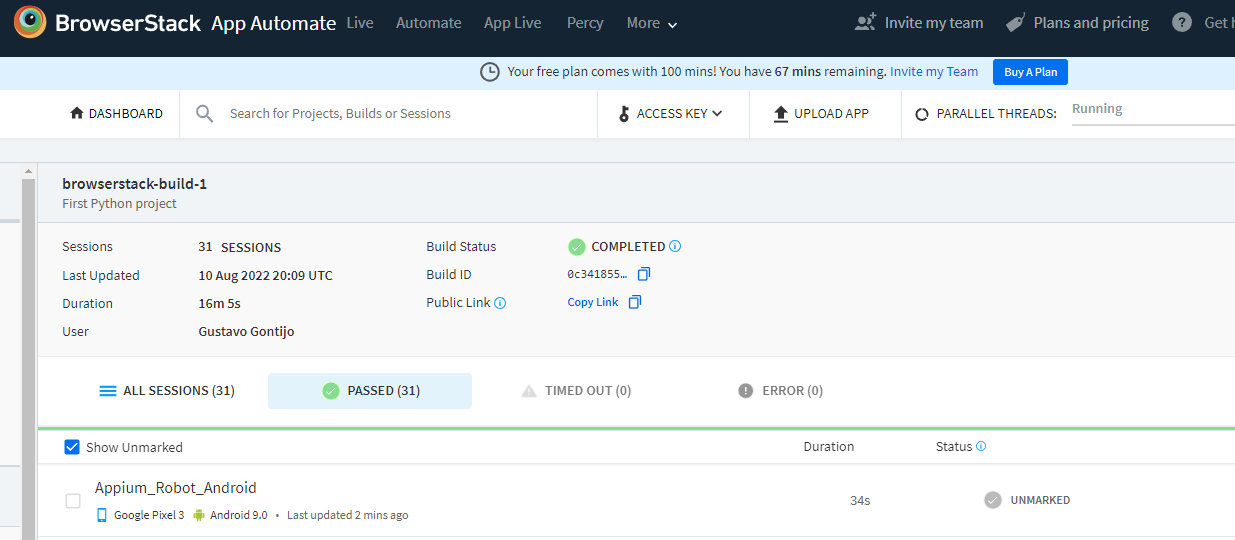 BrowserStack App Automate Live Automate App Live Percy More Invite my team Plans and pricing ? Get
Your free plan comes with 100 mins! You have 67 mins remaining. Invite my Team Buy A Plan
DASHBOARD Search for Projects, Builds or Sessions ACCESS KEY UPLOAD APP PARALLEL THREADS: Running
browserstack-build-1
First Python project
Sessions 31 SESSIONS Build Status COMPLETED
Last Updated 10 Aug 2022 20:09 UTC Build ID 0c341855…
Duration 16m 5s Public Link Copy Link
User Gustavo Gontijo
ALL SESSIONS (31) PASSED (31) TIMED OUT (0) ERROR (0)
Show Unmarked Duration Status
Appium_Robot_Android
34s UNMARKED
Google Pixel 3 Android 9.0 • Last updated 2 mins ago